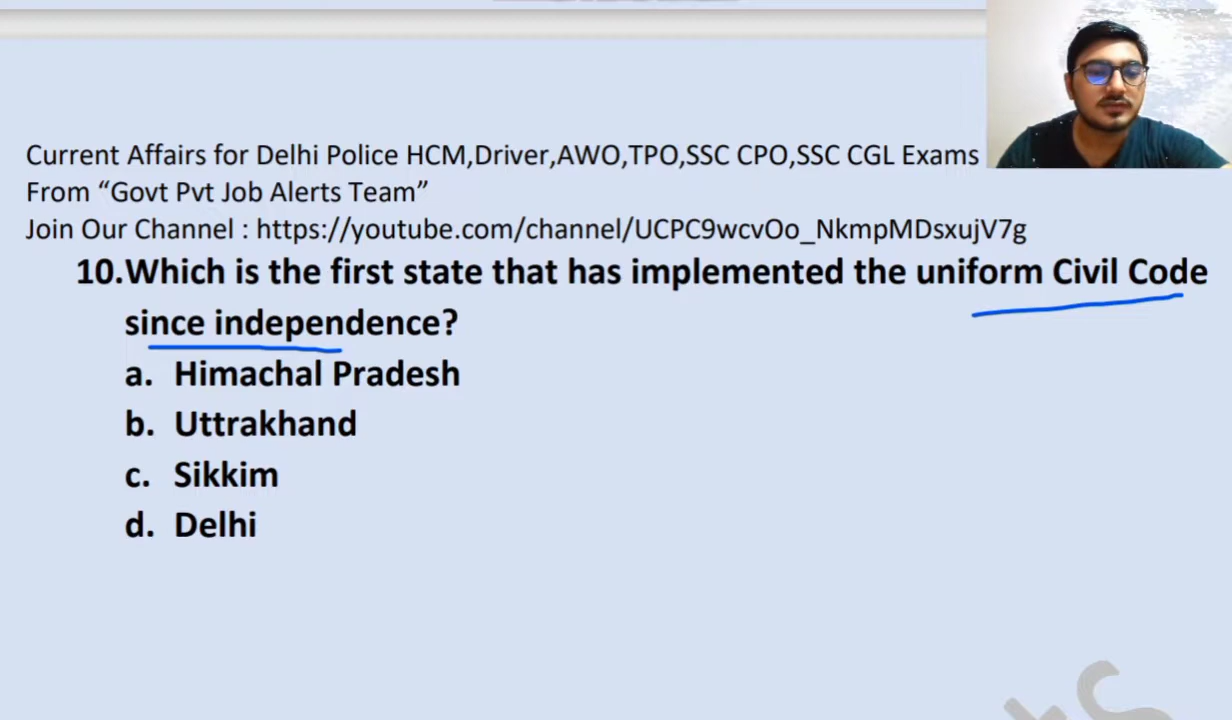 Current Affairs for Delhi Police HCM,Driver,AWO,TPO,SSC CPO,SSC CGL Exams
From “Govt Pvt Job Alerts Team”
Join Our Channel : https://youtube.com/channel/UCPC9wcvOo_NkmpMDsxujV7g
10.Which is the first state that has implemented the uniform Civil Code
since independence?
a. Himachal Pradesh
b. Uttrakhand
c. Sikkim
d. Delhi